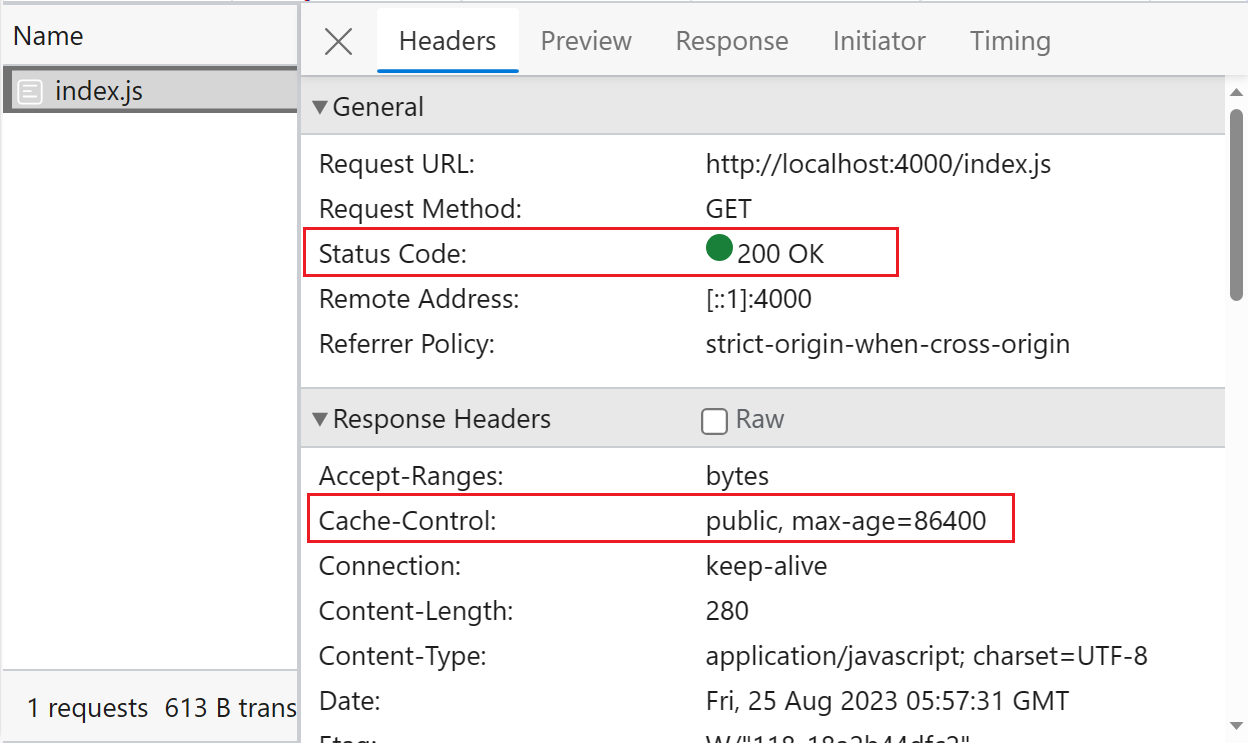 Name
index.js
1 requests 613 B trans
Headers Preview Response Initiator Timing
General
Request URL: http://localhost:4000/index.js
Request Method: GET
Status Code: 200 OK
Remote Address: [::1]:4000
Referrer Policy: strict-origin-when-cross-origin
Response Headers Raw
Accept-Ranges: bytes
Cache-Control: public, max-age=86400
Connection: keep-alive
Content-Length: 280
Content-Type: application/javascript; charset=UTF-8
Date: Fri, 25 Aug 2023 05:57:31 GMT
Etag: